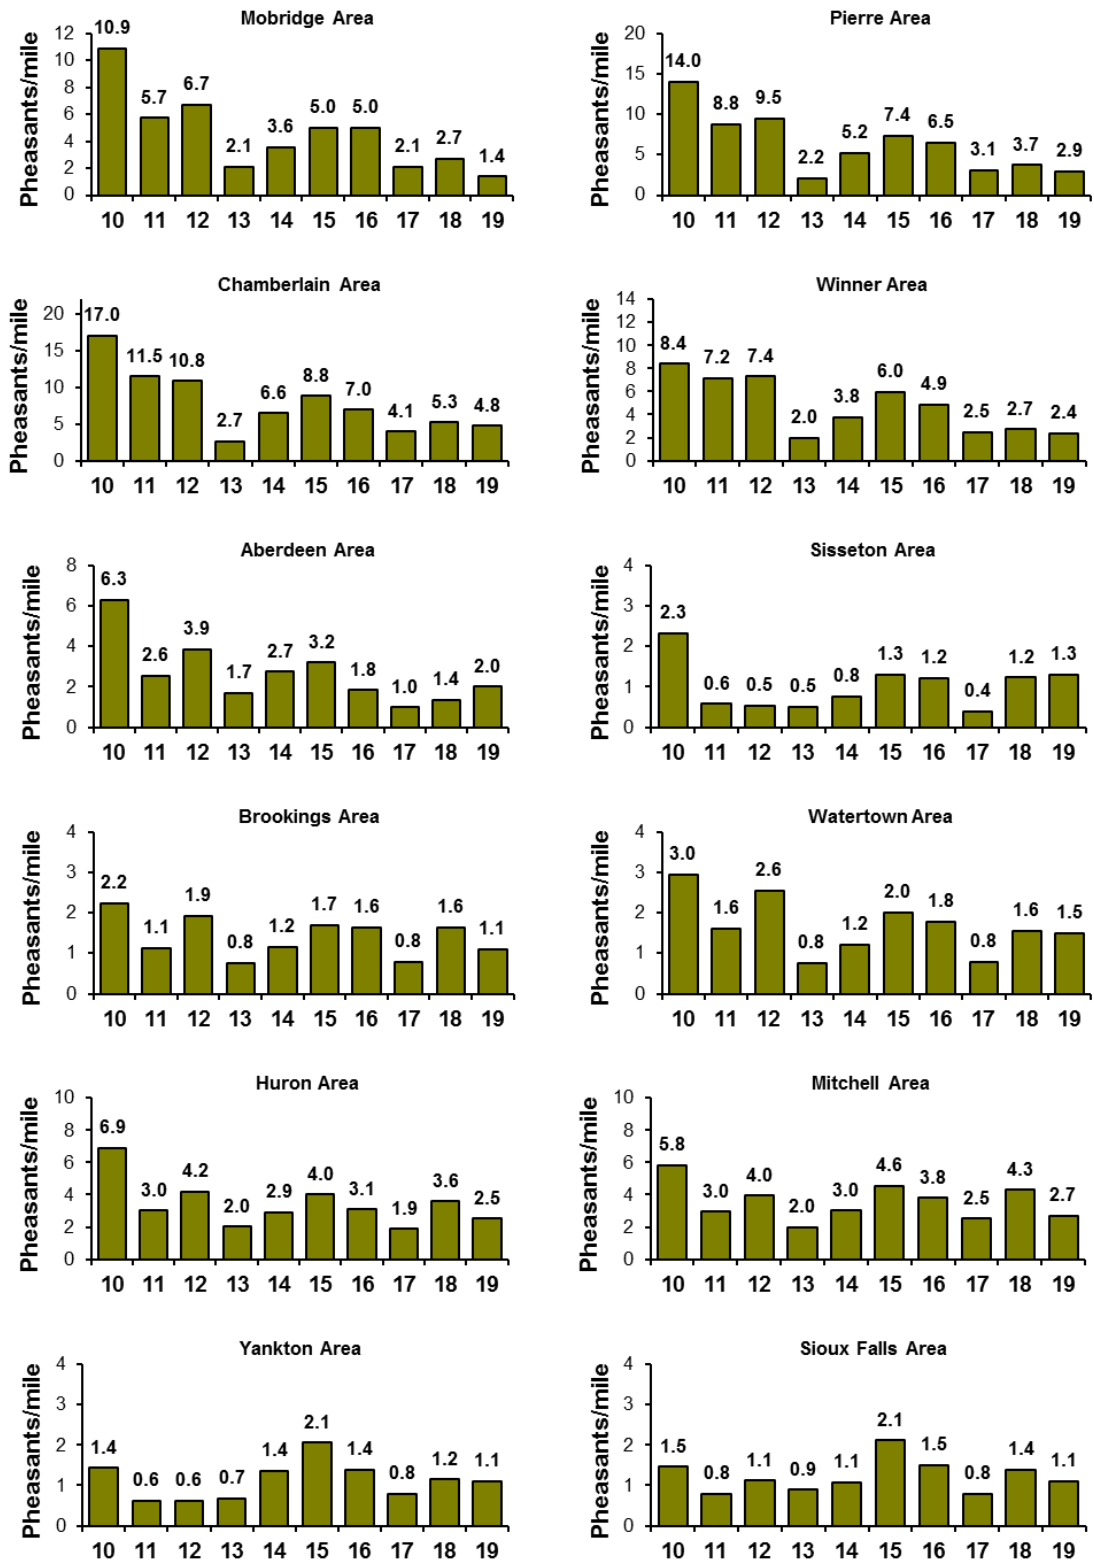 Mobridge Area
Pheasants/mile
12
10
8
6
4
2
0
10.9 5.7 6.7 2.1 3.6 5.0 5.0 2.1 2.7 1.4
10 11 12 13 14 15 16 17 18 19
Pierre Area
Pheasants/mile
20
15
10
5
0
14.0 8.8 9.5 2.2 5.2 7.4 6.5 3.1 3.7 2.9
10 11 12 13 14 15 16 17 18 19
Chamberlain Area
Pheasants/mile
20
15
10
5
0
17.0 11.5 10.8 2.7 6.6 8.8 7.0 4.1 5.3 4.8
10 11 12 13 14 15 16 17 18 19
Winner Area
Pheasants/mile
14
12
10
8
6
4
2
0
8.4 7.2 7.4 2.0 3.8 6.0 4.9 2.5 2.7 2.4
10 11 12 13 14 15 16 17 18 19
Aberdeen Area
Pheasants/mile
8
6
4
2
0
6.3 2.6 3.9 1.7 2.7 3.2 1.8 1.0 1.4 2.0
10 11 12 13 14 15 16 17 18 19
Sisseton Area
Pheasants/mile
4
3
2
1
0
2.3 0.6 0.5 0.5 0.8 1.3 1.2 0.4 1.2 1.3
10 11 12 13 14 15 16 17 18 19
Brookings Area
Pheasants/mile
4
3
2
1
0
2.2 1.1 1.9 0.8 1.2 1.7 1.6 0.8 1.6 1.1
10 11 12 13 14 15 16 17 18 19
Watertown Area
Pheasants/mile
4
3
2
1
0
3.0 1.6 2.6 0.8 1.2 2.0 1.8 0.8 1.6 1.5
10 11 12 13 14 15 16 17 18 19
Huron Area
Pheasants/mile
10
8
6
4
2
0
6.9 3.0 4.2 2.0 2.9 4.0 3.1 1.9 3.6 2.5
10 11 12 13 14 15 16 17 18 19
Mitchell Area
Pheasants/mile
10
8
6
4
2
0
5.8 3.0 4.0 2.0 3.0 4.6 3.8 2.5 4.3 2.7
10 11 12 13 14 15 16 17 18 19
Yankton Area
Pheasants/mile
4
3
2
1
0
1.4 0.6 0.6 0.7 1.4 2.1 1.4 0.8 1.2 1.1
10 11 12 13 14 15 16 17 18 19
Sioux Falls Area
Pheasants/mile
4
3
2
1
0
1.5 0.8 1.1 0.9 1.1 2.1 1.5 0.8 1.4 1.1
10 11 12 13 14 15 16 17 18 19